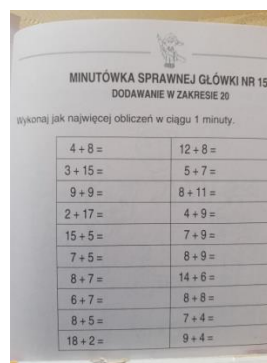 MINUTÓWKA SPRAWNEJ GŁÓWKI NR 15
DODAWANIE W ZAKRESIE 20
Wykonaj jak najwięcej obliczeń w ciągu 1 minuty.
4 + 8 = 12 + 8 =
3 + 15 = 5 + 7 =
9 + 9 = 8 + 11 =
2 + 17 = 4 + 9 =
15 + 5 = 7 + 9 =
7 + 5 = 8 + 9 =
8 + 7 = 14 + 6 =
6 + 7 = 8 + 8 =
8 + 5 = 7 + 4 =
18 + 2 = 9 + 4 =